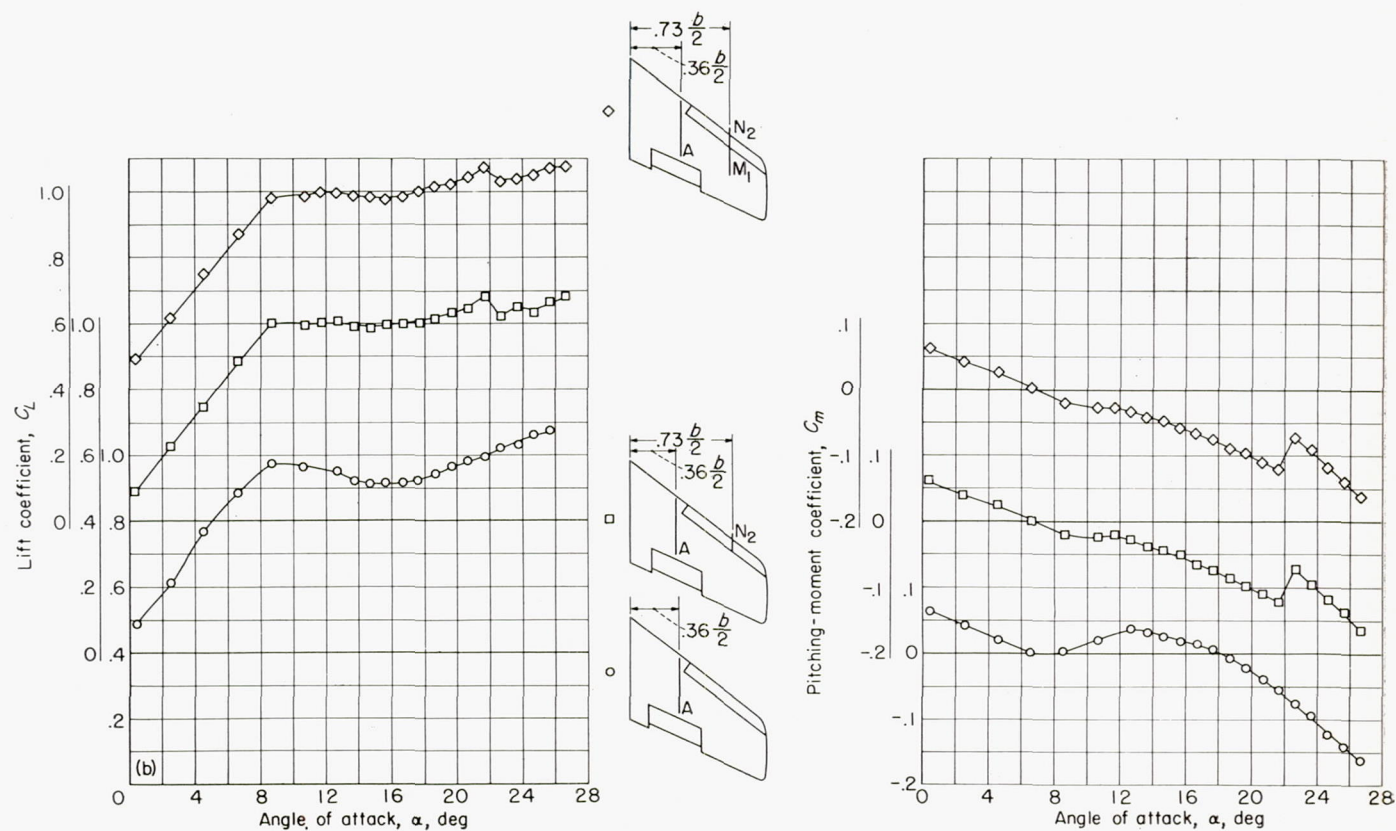 .73 b/2
.36 b/2
N2
A
M1
1.0
.8
.6 1.0
.4 .8
.2 .6 1.0
0 .4 .8
.2 .6
0 .4
.2
0 4 8 12 16 20 24 28
(b)
Lift coefficient, CL
Angle of attack, α, deg
.73 b/2
.36 b/2
N2
A
.36 b/2
A
.1
0
-.1 .1
-.2 0
-.1 .1
-.2 0
-.1
-.2
0 4 8 12 16 20 24 28
Pitching-moment coefficient, Cm
Angle of attack, α, deg